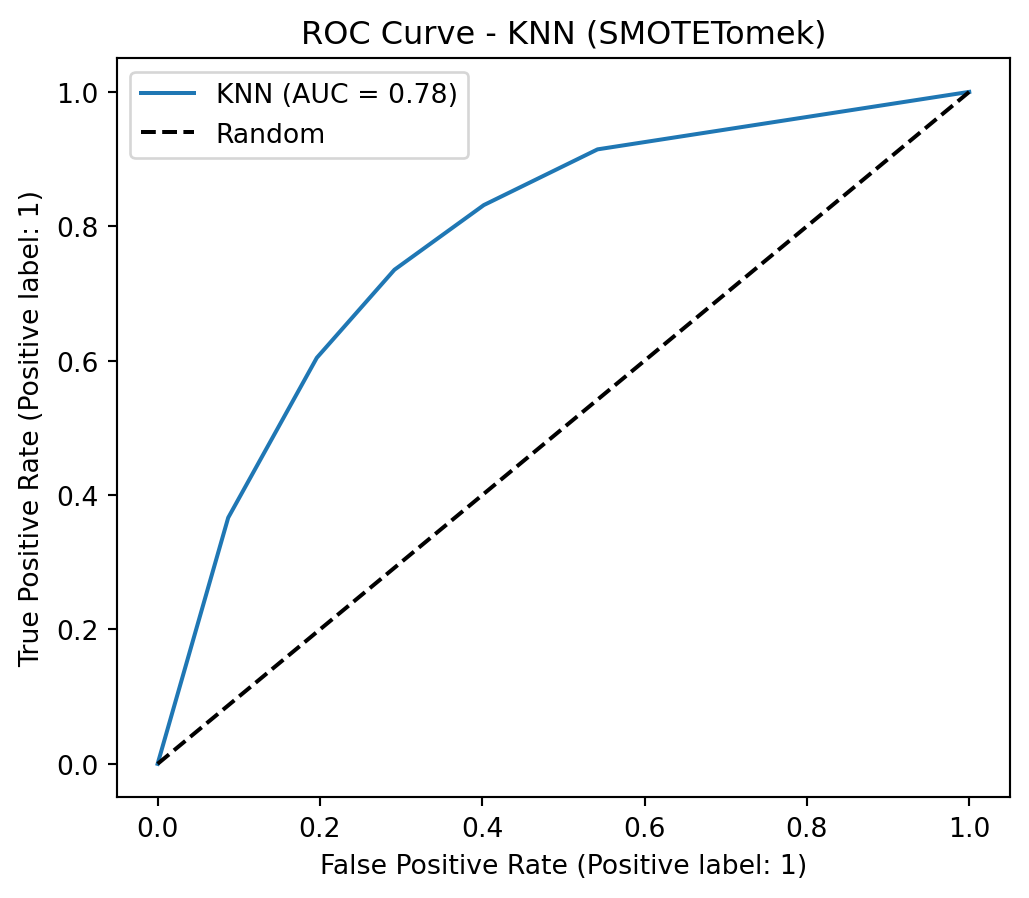 ROC Curve - KNN (SMOTETomek)
KNN (AUC = 0.78)
Random
True Positive Rate (Positive label: 1)
1.0
0.8
0.6
0.4
0.2
0.0
0.0 0.2 0.4 0.6 0.8 1.0
False Positive Rate (Positive label: 1)